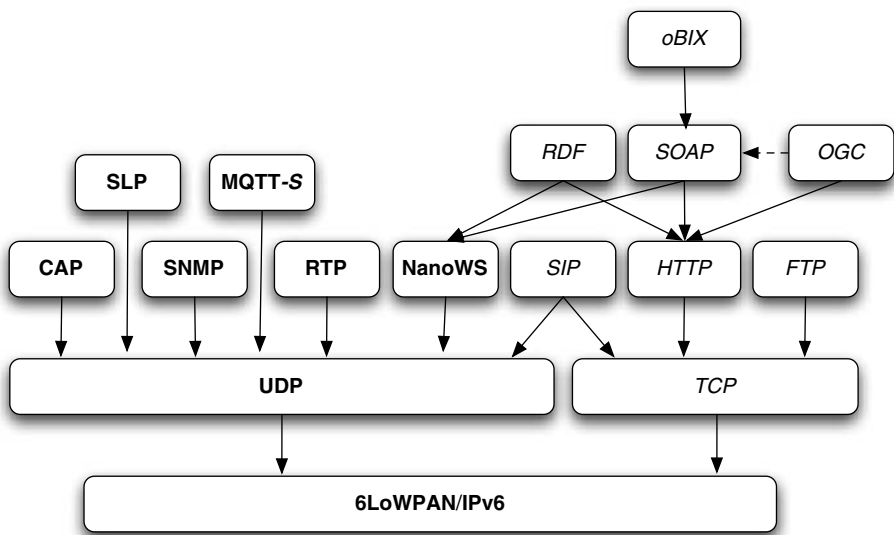 oBIX
RDF
SOAP
OGC
SLP
MQTT-S
CAP
SNMP
RTP
NanoWS
SIP
HTTP
FTP
UDP
TCP
6LoWPAN/IPv6